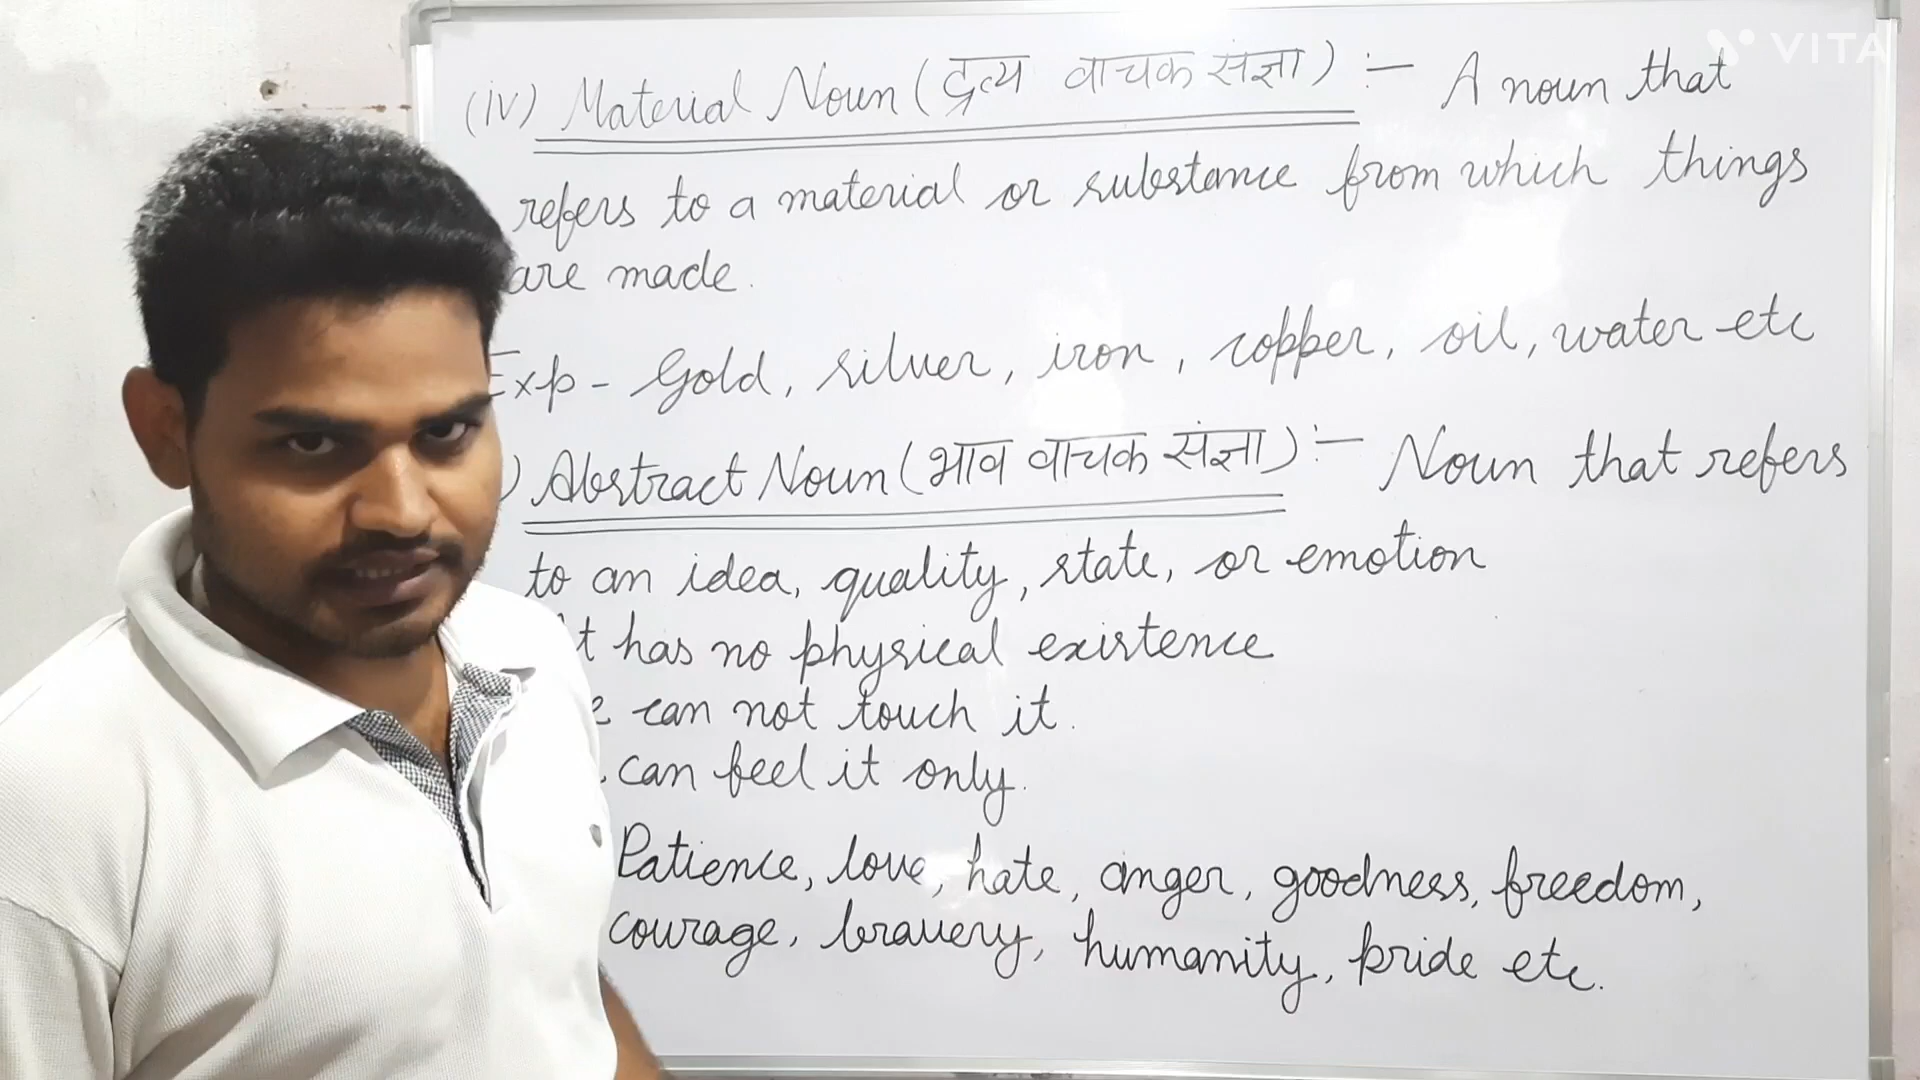 VITA
(iv) Material Noun (द्रव्य वाचक संज्ञा) :- A noun that
refers to a material or substance from which things
are made.
Exp - Gold, silver, iron, copper, oil, water etc
) Abstract Noun (भाव वाचक संज्ञा) :- Noun that refers
to an idea, quality, state, or emotion
t has no physical existence
e can not touch it.
can feel it only.
Patience, love, hate, anger, goodness, freedom,
courage, bravery, humanity, pride etc.